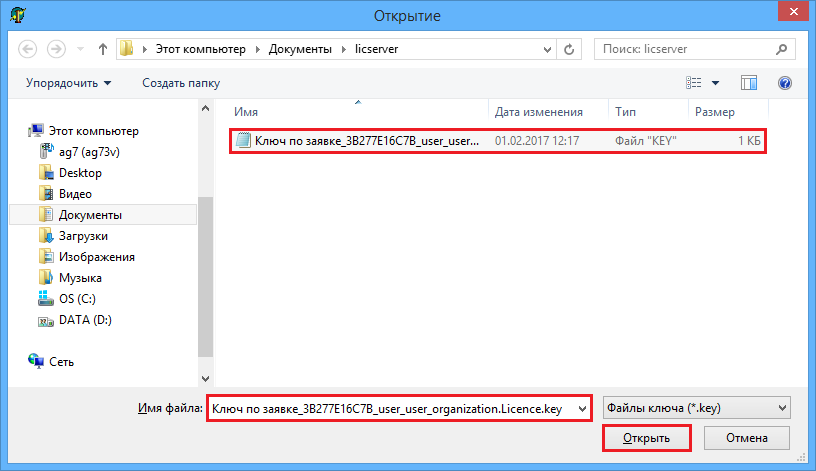 Открытие
Этот компьютер Документы licserver
Поиск: licserver
Упорядочить Создать папку
Имя Дата изменения Тип Размер
Этот компьютер
ag7 (ag73v)
Desktop
Видео
Документы
Загрузки
Изображения
Музыка
OS (C:)
DATA (D:)
Сеть
Ключ по заявке_3B277E16C7B_user_user... 01.02.2017 12:17 Файл "KEY" 1 КБ
Имя файла: Ключ по заявке_3B277E16C7B_user_user_organization.Licence.key Файлы ключа (*.key)
Открыть Отмена